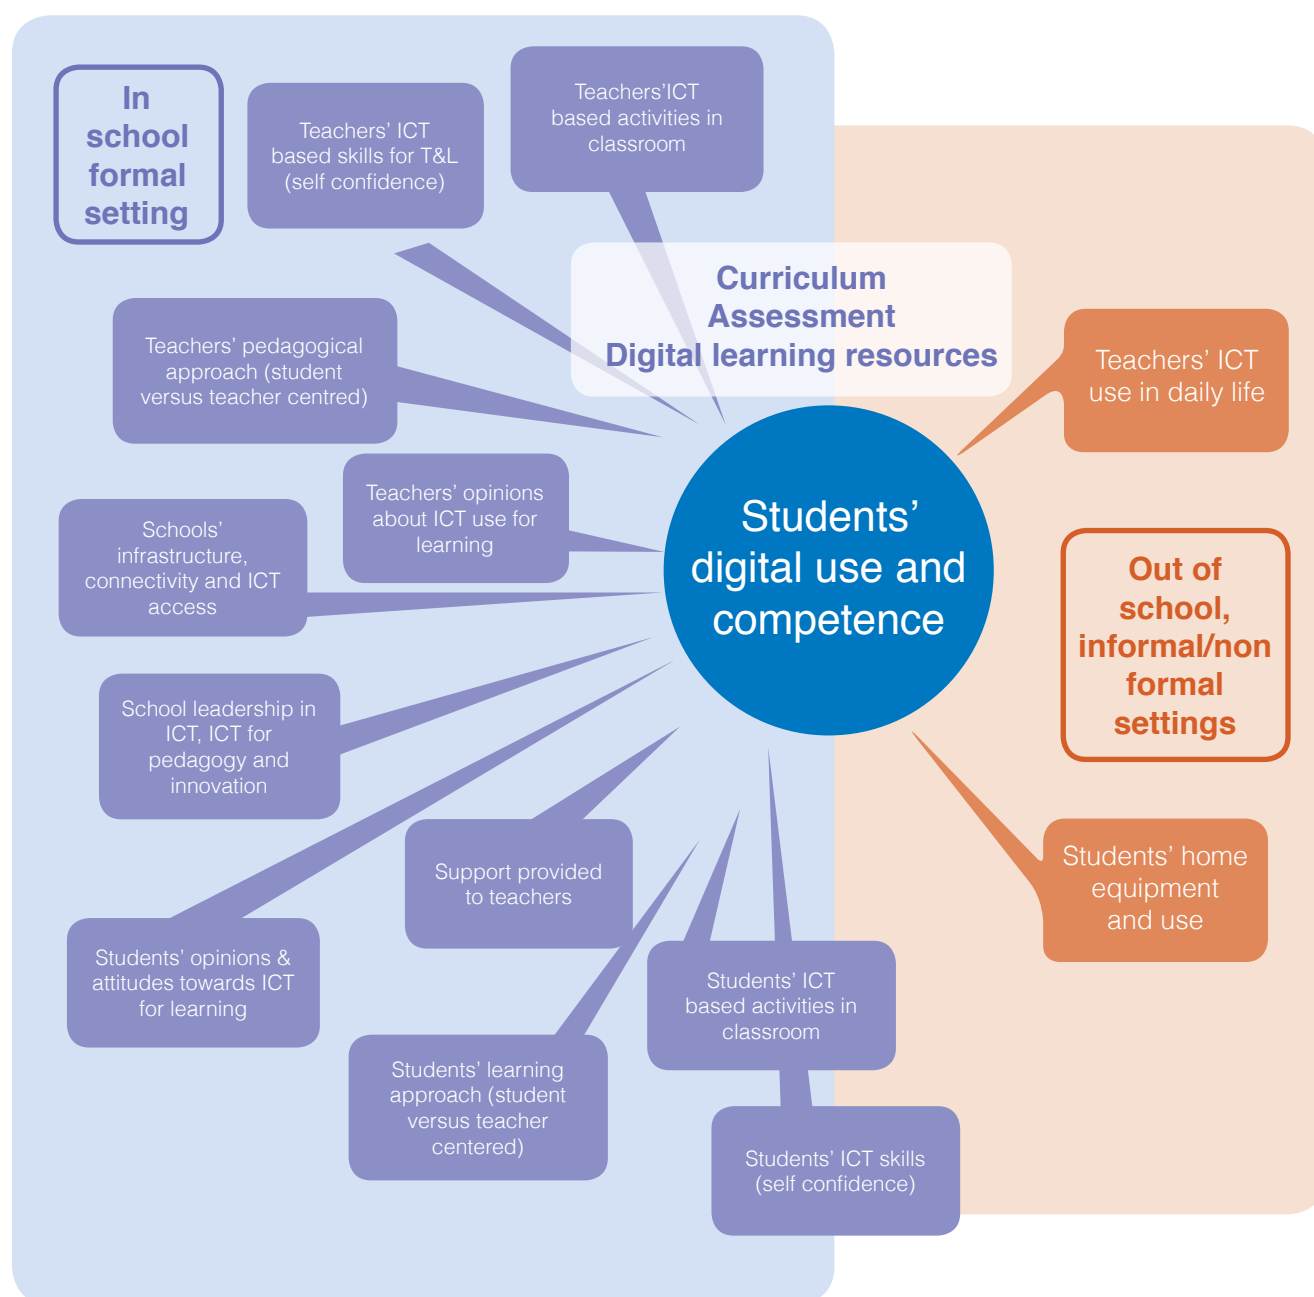 In
school
formal
setting
Teachers’ ICT
based skills for T&L
(self confidence)
Teachers’ICT
based activities in
classroom
Curriculum
Assessment
Digital learning resources
Teachers’ pedagogical
approach (student
versus teacher centred)
Teachers’ ICT
use in daily life
Teachers’ opinions
about ICT use for
learning
Schools’
infrastructure,
connectivity and ICT
access
Students’
digital use and
competence
Out of
school,
informal/non
formal
settings
School leadership in
ICT, ICT for
pedagogy and
innovation
Support provided
to teachers
Students’ home
equipment
and use
Students’ opinions &
attitudes towards ICT
for learning
Students’ ICT
based activities in
classroom
Students’ learning
approach (student
versus teacher
centered)
Students’ ICT skills
(self confidence)